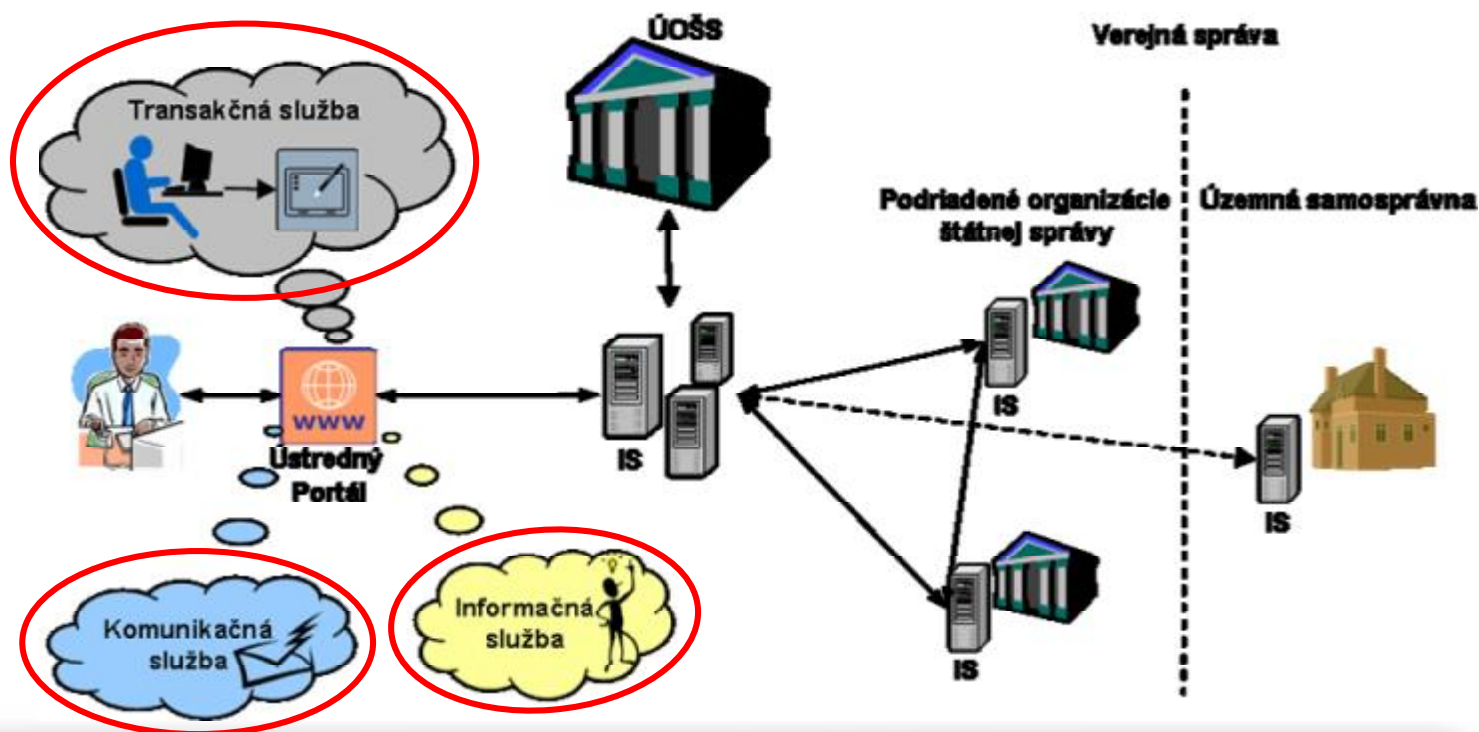 ÚOŠS
Verejná správa
Transakčná služba
Podriadené organizácie
štátnej správy
Územná samosprávna
www
Ústredný
Portál
IS
IS
IS
IS
Komunikačná
služba
Informačná
služba